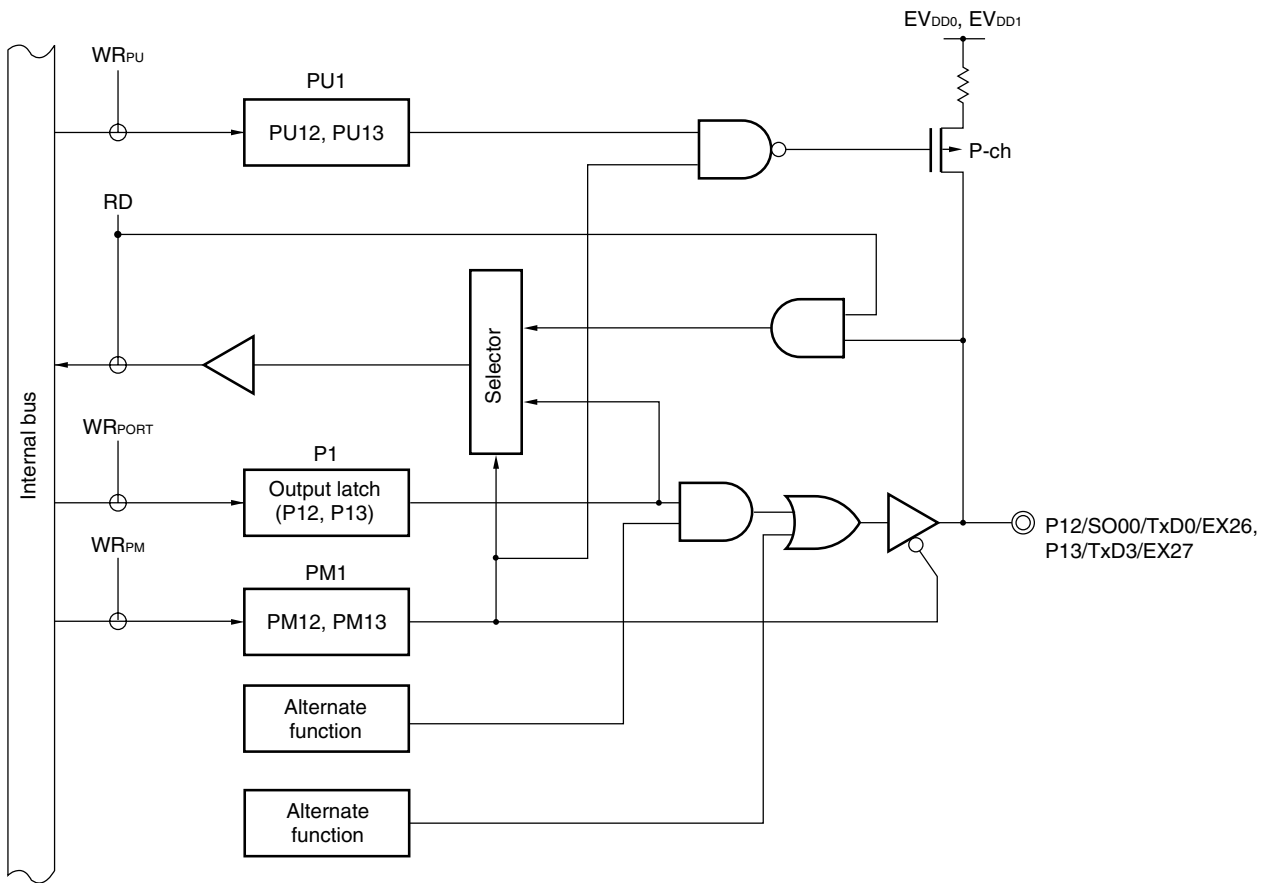 EVDD0, EVDD1
WRPU
PU1
PU12, PU13
P-ch
RD
Selector
Internal bus
WRPORT
P1
Output latch
(P12, P13)
P12/SO00/TxD0/EX26,
P13/TxD3/EX27
WRPM
PM1
PM12, PM13
Alternate
function
Alternate
function